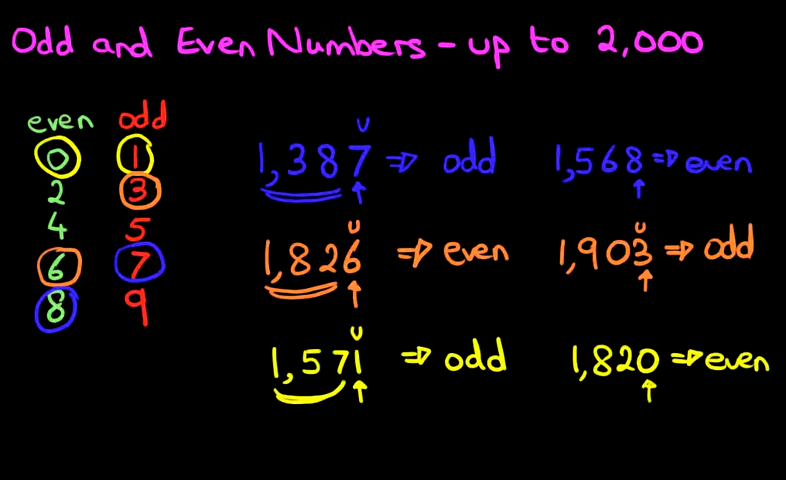 Odd and Even Numbers - up to 2,000
even odd
0 1
2 3
4 5
6 7
8 9
U
1,387 ⇒ odd 1,568 ⇒ even
U U
1,826 ⇒ even 1,903 ⇒ odd
U
1,571 ⇒ odd 1,820 ⇒ even